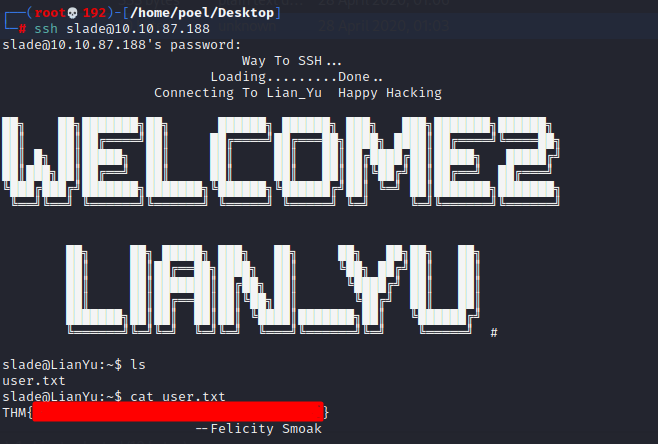 (root💀192)-[/home/poel/Desktop]
# ssh slade@10.10.87.188
slade@10.10.87.188's password:
Way To SSH...
Loading.........Done..
Connecting To Lian_Yu  Happy Hacking
WELCOME2
LIAN_YU
#
slade@LianYu:~$ ls
user.txt
slade@LianYu:~$ cat user.txt
THM{ }
--Felicity Smoak